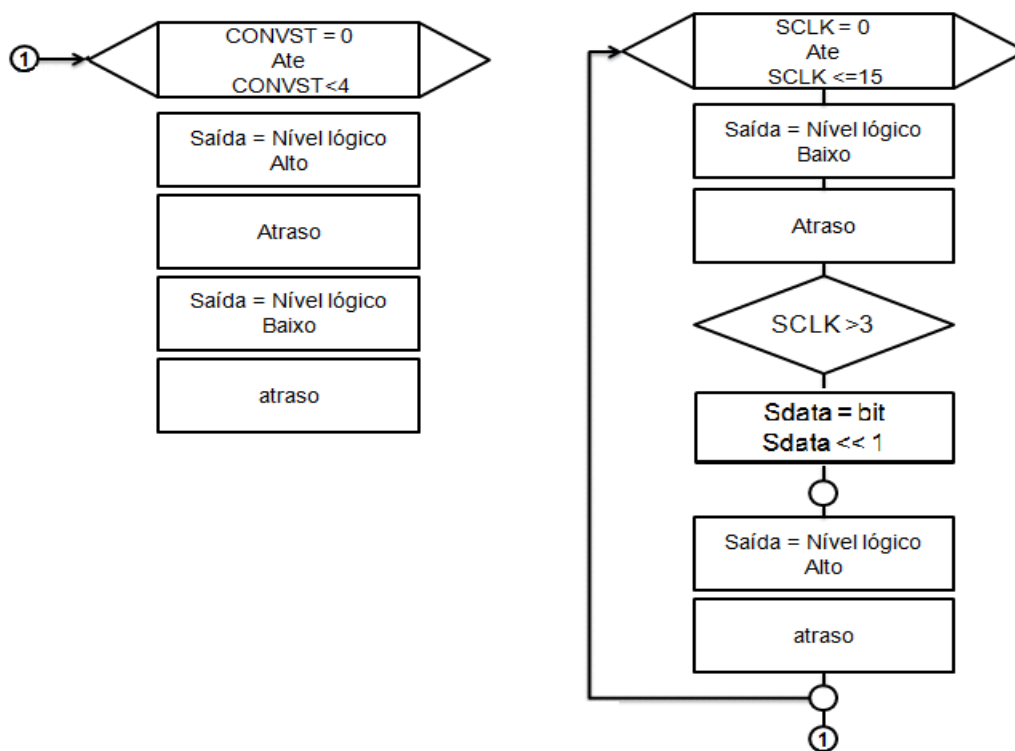 1
CONVST = 0
Ate
CONVST<4
Saída = Nível lógico
Alto
Atraso
Saída = Nível lógico
Baixo
atraso
SCLK = 0
Ate
SCLK <=15
Saída = Nível lógico
Baixo
Atraso
SCLK >3
Sdata = bit
Sdata << 1
Saída = Nível lógico
Alto
atraso
1